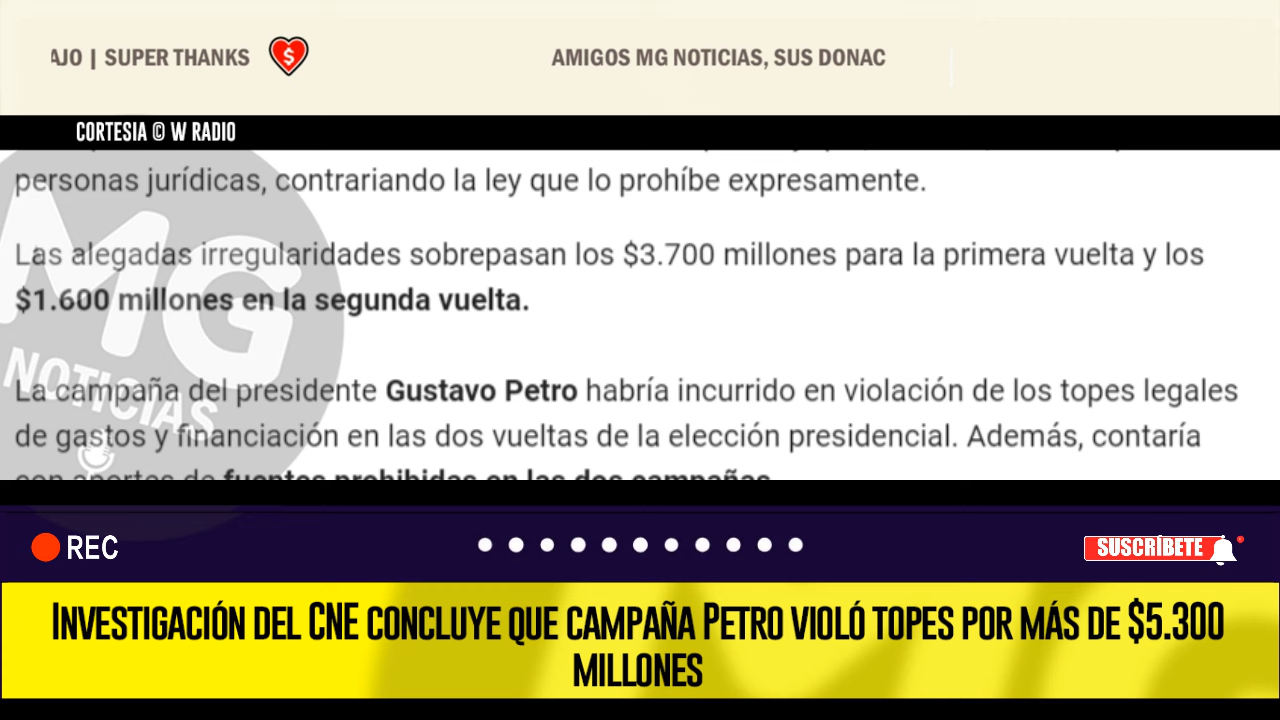 AJO | SUPER THANKS $ AMIGOS MG NOTICIAS, SUS DONAC
CORTESIA © W RADIO
personas jurídicas, contrariando la ley que lo prohíbe expresamente.
Las alegadas irregularidades sobrepasan los $3.700 millones para la primera vuelta y los
$1.600 millones en la segunda vuelta.
La campaña del presidente Gustavo Petro habría incurrido en violación de los topes legales
de gastos y financiación en las dos vueltas de la elección presidencial. Además, contaría
con aportes de fuentes prohibidas en las dos campañas.
MG
NOTICIAS
REC
SUSCRÍBETE
INVESTIGACIÓN DEL CNE CONCLUYE QUE CAMPAÑA PETRO VIOLÓ TOPES POR MÁS DE $5.300
MILLONES